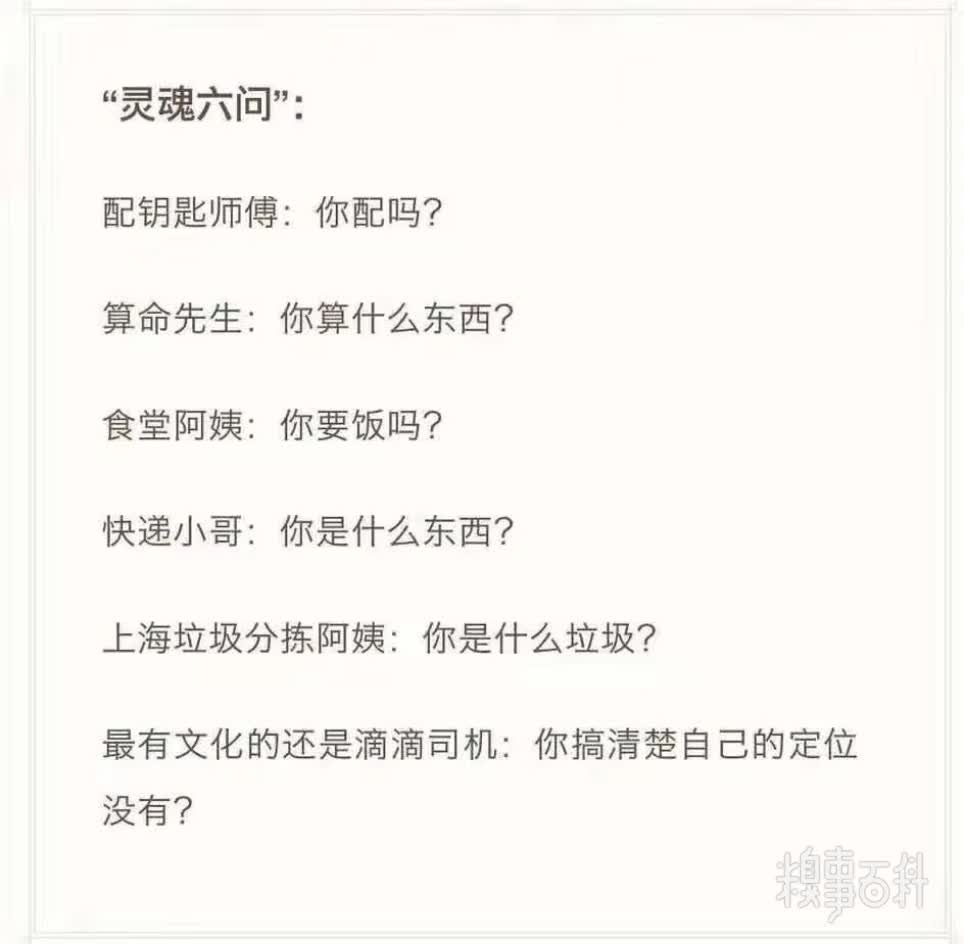 “灵魂六问”：
配钥匙师傅：你配吗？
算命先生：你算什么东西？
食堂阿姨：你要饭吗？
快递小哥：你是什么东西？
上海垃圾分拣阿姨：你是什么垃圾？
最有文化的还是滴滴司机：你搞清楚自己的定位
没有？
糗事百科